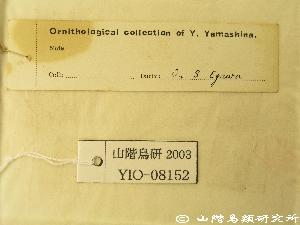 Ornithological collection of Y. Yamashina.
Note
Coll:
Date:
山階鳥研 2003
YIO-08152
© 山階鳥類研究所